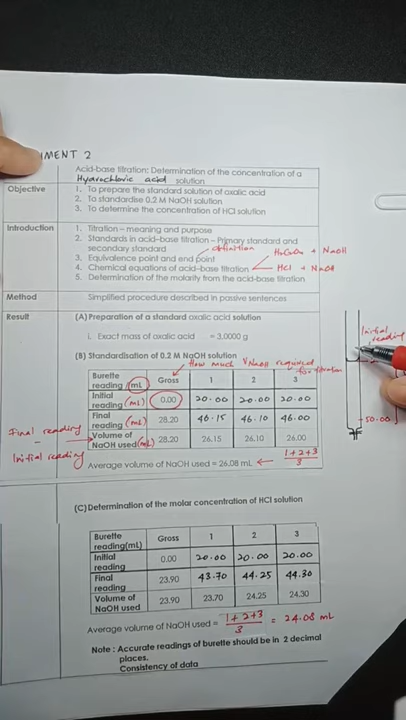 MENT 2
Acid-base titration: Determination of the concentration of a
Hydrochloric acid solution
Objective
1. To prepare the standard solution of oxalic acid
2. To standardise 0.2 M NaOH solution
3. To determine the concentration of HCl solution
Introduction
1. Titration – meaning and purpose
2. Standards in acid-base titration – Primary standard and
secondary standard
definition
3. Equivalence point and end point
H₂C₂O₄ + NaOH
4. Chemical equations of acid-base titration
HCl + NaOH
5. Determination of the molarity from the acid-base titration
Method
Simplified procedure described in passive sentences
Result
(A) Preparation of a standard oxalic acid solution
i. Exact mass of oxalic acid = 3.0000 g
Initial
reading
(B) Standardisation of 0.2 M NaOH solution
How much V NaOH required
for titration
Burette reading (mL) Gross 1 2 3
Initial reading (mL) 0.00 20.00 20.00 20.00
Final reading (mL) 28.20 46.15 46.10 46.00
Volume of NaOH used (mL) 28.20 26.15 26.10 26.00
Final reading
–
Initial reading
50.00
Average volume of NaOH used = 26.08 mL ← 1+2+3
3
(C) Determination of the molar concentration of HCl solution
Burette reading(mL) Gross 1 2 3
Initial reading 0.00 20.00 20.00 20.00
Final reading 23.90 43.70 44.25 44.30
Volume of NaOH used 23.90 23.70 24.25 24.30
Average volume of NaOH used = 1+2+3 = 24.08 mL
3
Note : Accurate readings of burette should be in 2 decimal
places.
Consistency of data